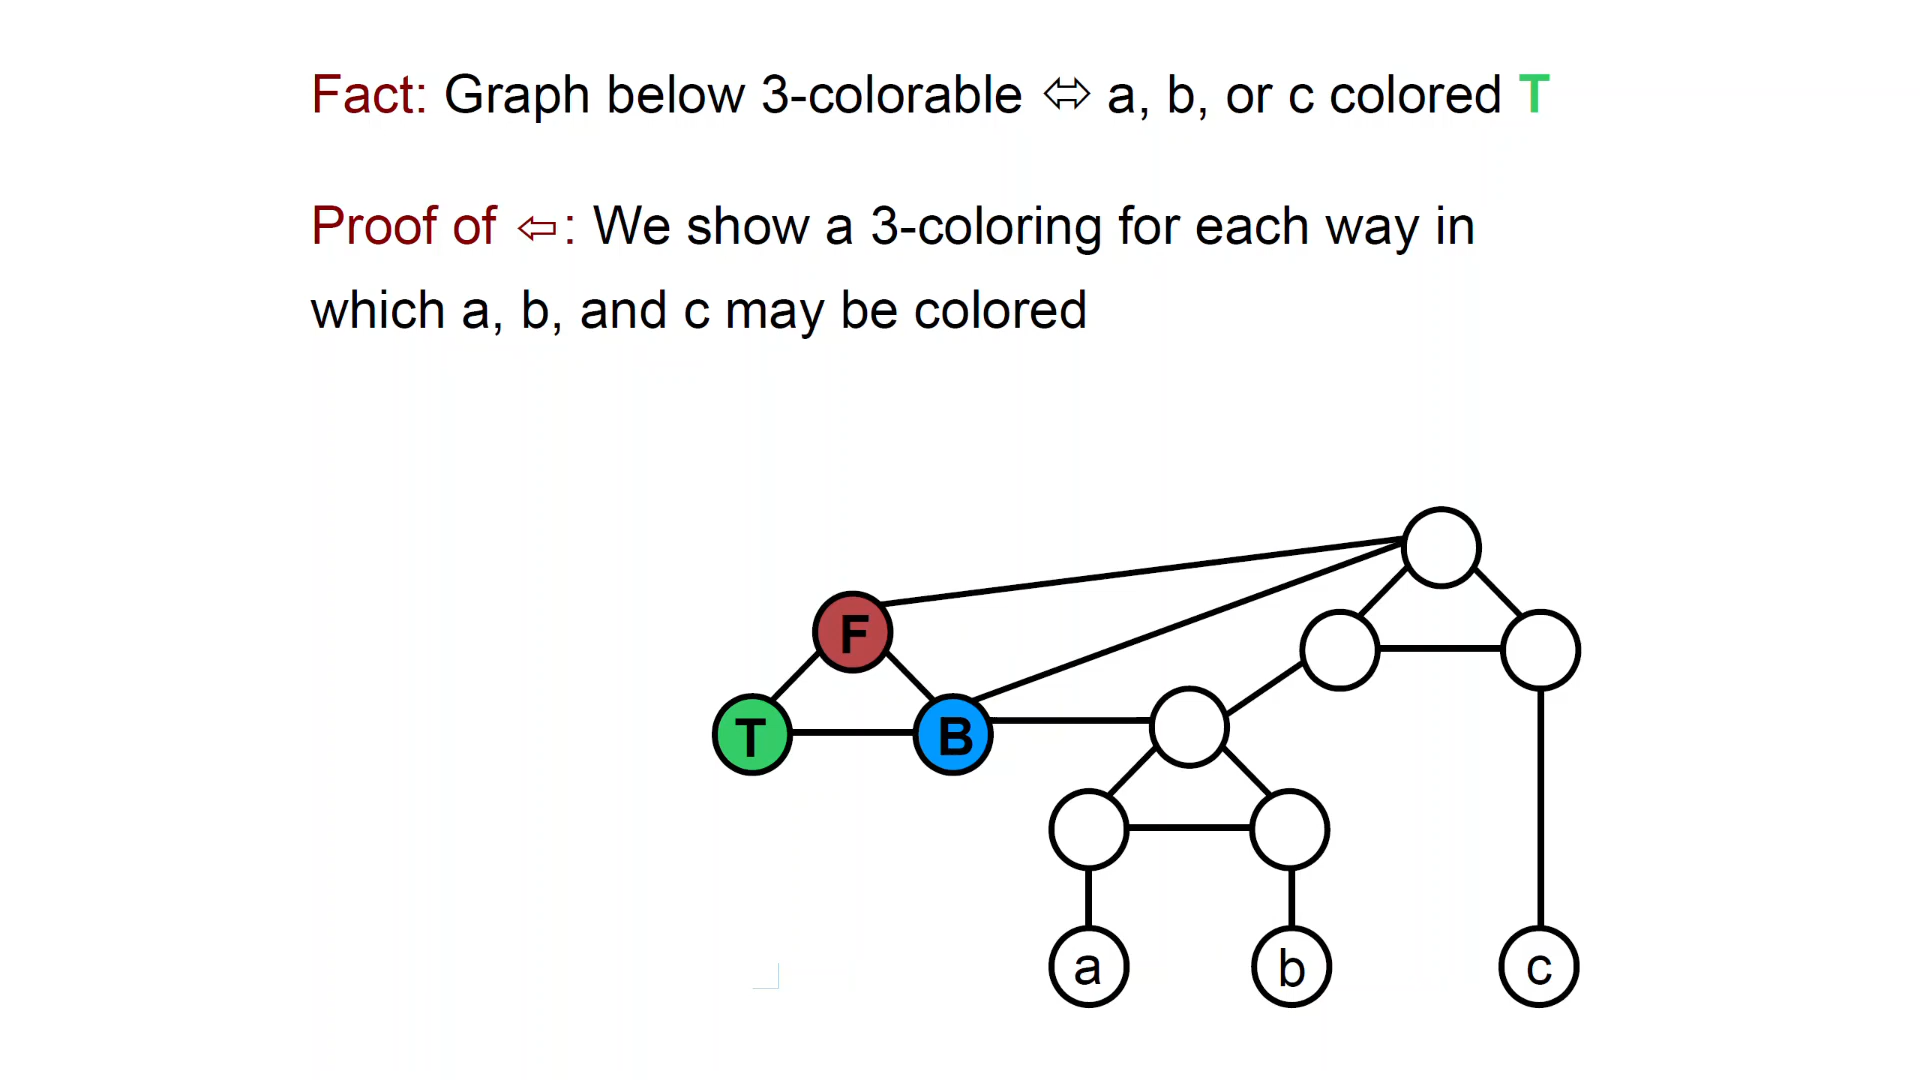 Fact: Graph below 3-colorable ⬄ a, b, or c colored T
Proof of ⇦: We show a 3-coloring for each way in
which a, b, and c may be colored
F
T
B
a
b
c